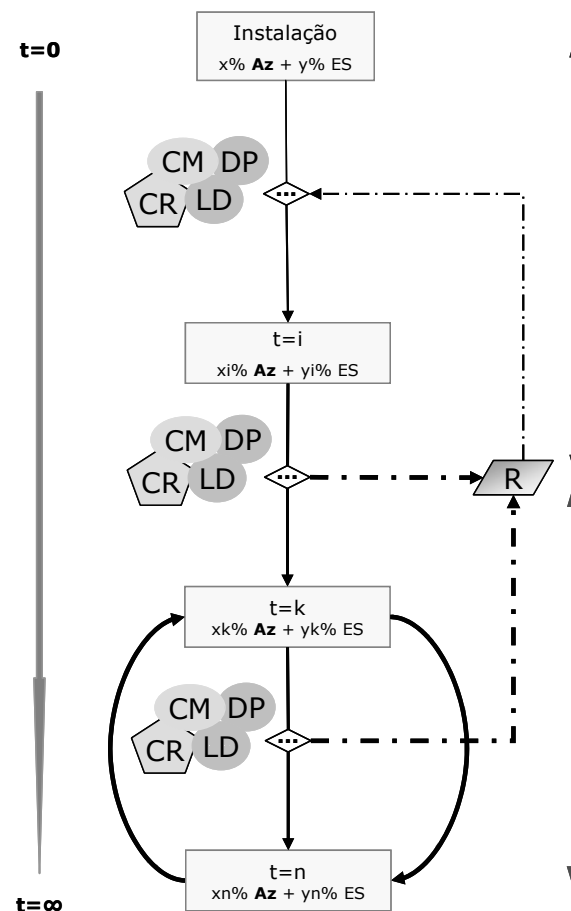 Instalação
x% Az + y% ES
t=0
CM DP
CR LD
...
t=i
xi% Az + yi% ES
CM DP
CR LD
...
R
t=k
xk% Az + yk% ES
CM DP
CR LD
...
t=n
xn% Az + yn% ES
t=∞